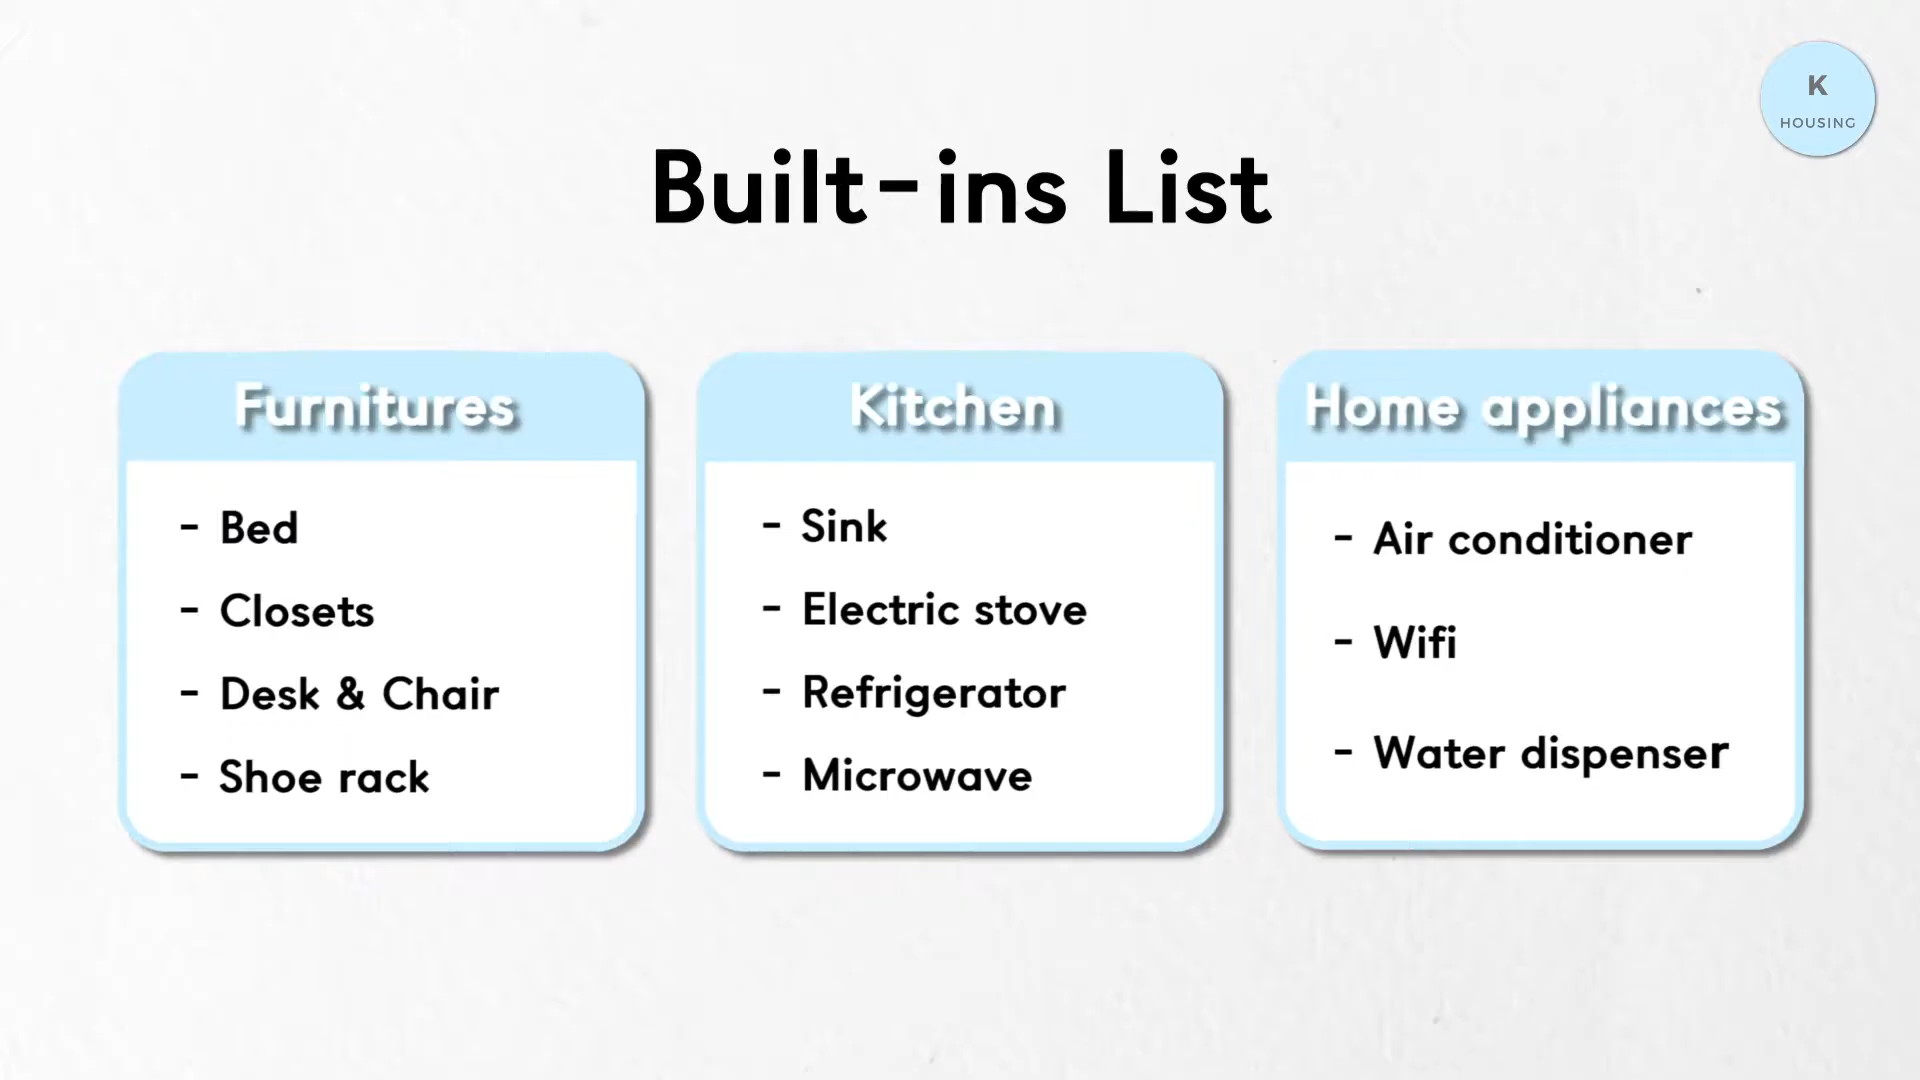 K
HOUSING
Built-ins List
Furnitures
- Bed
- Closets
- Desk & Chair
- Shoe rack
Kitchen
- Sink
- Electric stove
- Refrigerator
- Microwave
Home appliances
- Air conditioner
- Wifi
- Water dispenser